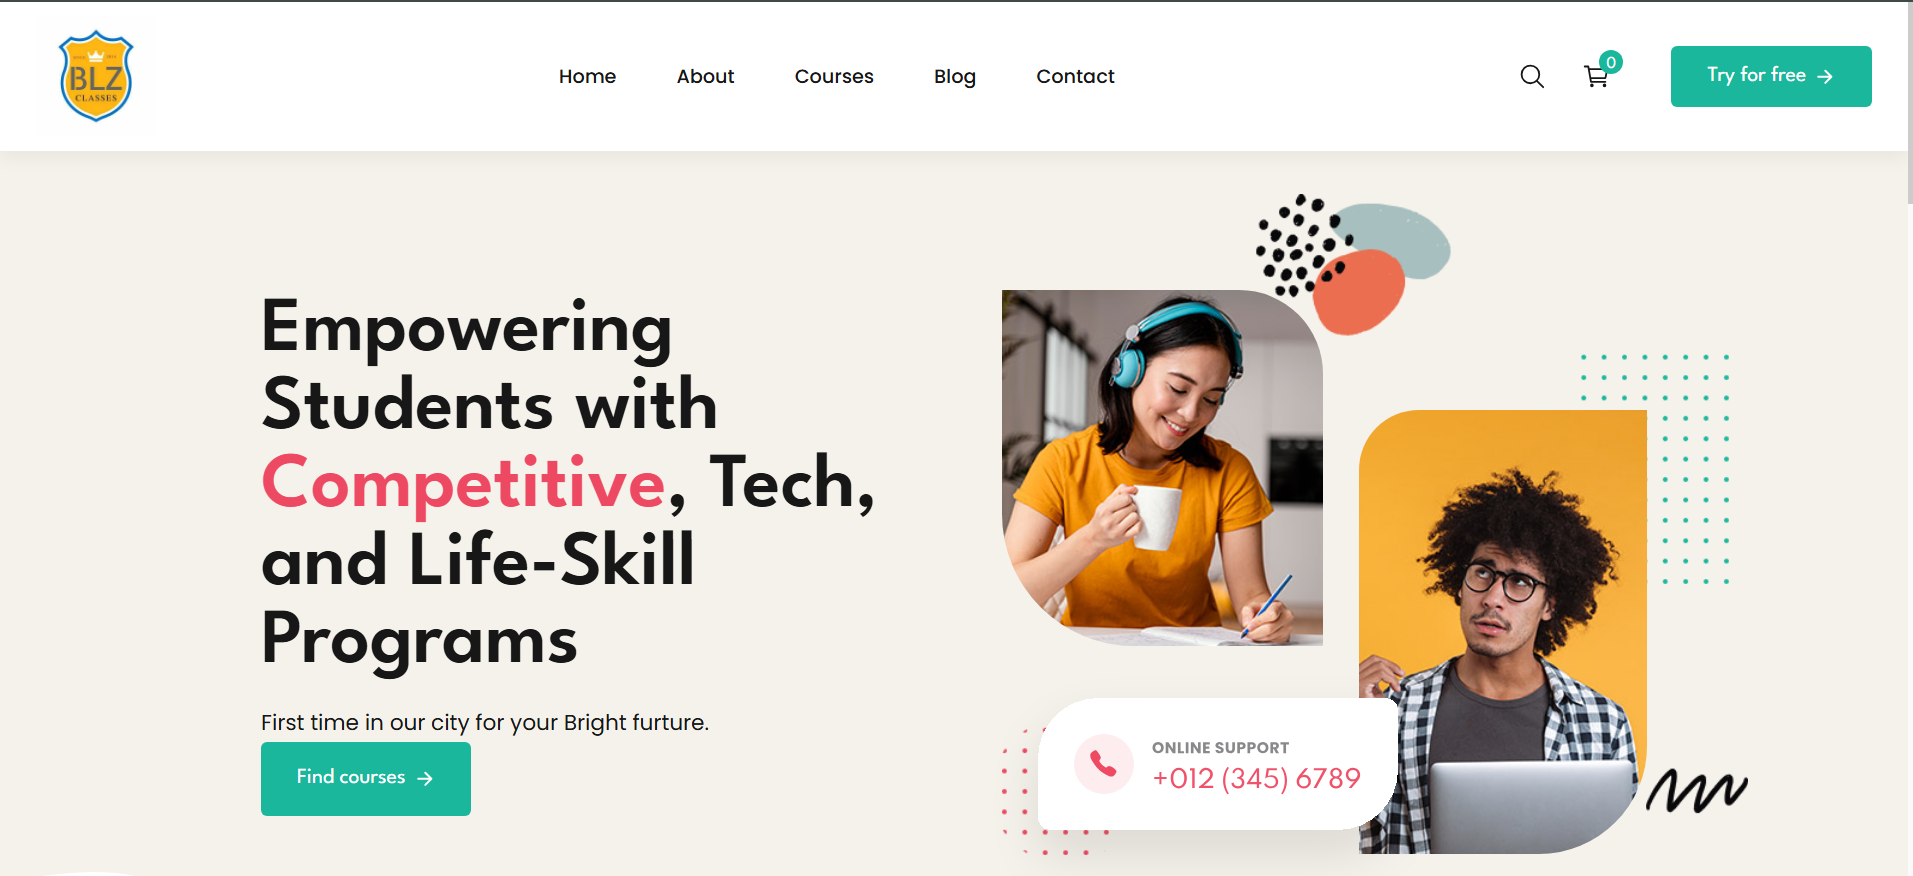 BLZ
CLASSES
Home
About
Courses
Blog
Contact
0
Try for free
Empowering
Students with
Competitive, Tech,
and Life-Skill
Programs
First time in our city for your Bright furture.
Find courses
ONLINE SUPPORT
+012 (345) 6789